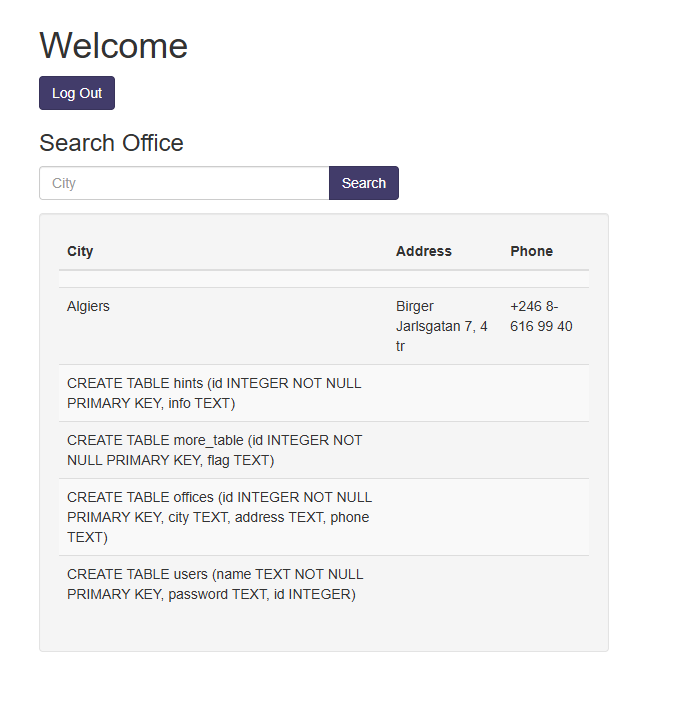 Welcome
Log Out
Search Office
City
Search
City Address Phone
Algiers Birger +246 8-
Jarlsgatan 7, 4 616 99 40
tr
CREATE TABLE hints (id INTEGER NOT NULL
PRIMARY KEY, info TEXT)
CREATE TABLE more_table (id INTEGER NOT
NULL PRIMARY KEY, flag TEXT)
CREATE TABLE offices (id INTEGER NOT NULL
PRIMARY KEY, city TEXT, address TEXT, phone
TEXT)
CREATE TABLE users (name TEXT NOT NULL
PRIMARY KEY, password TEXT, id INTEGER)